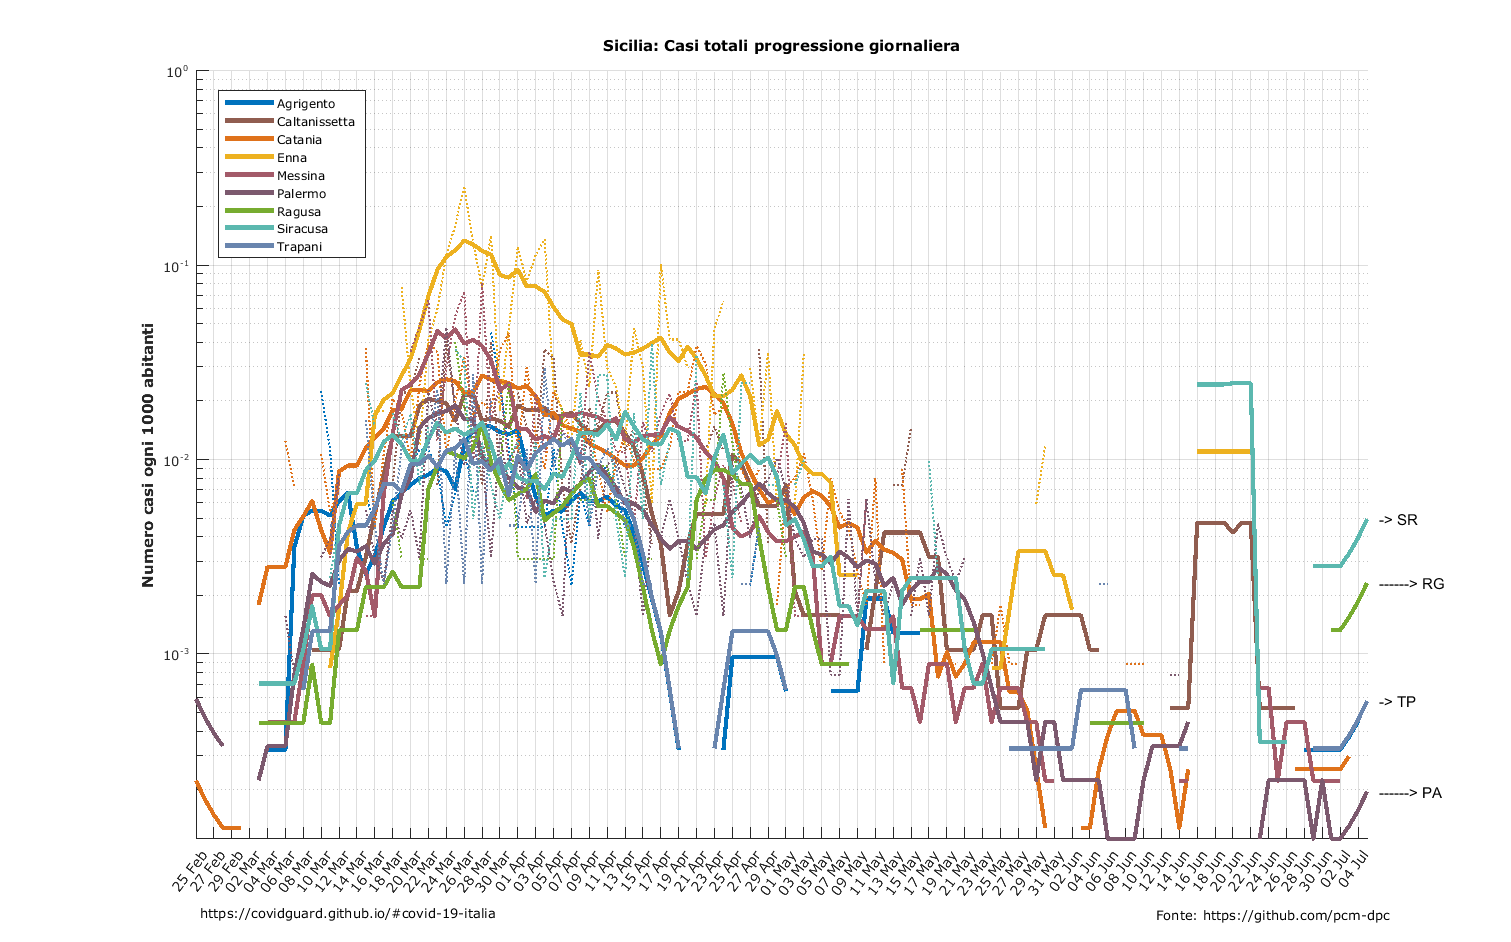 Sicilia: Casi totali progressione giornaliera
Numero casi ogni 1000 abitanti
10^0
10^-1
10^-2
10^-3
Agrigento
Caltanissetta
Catania
Enna
Messina
Palermo
Ragusa
Siracusa
Trapani
-> SR
------> RG
-> TP
------> PA
25 Feb
27 Feb
29 Feb
02 Mar
04 Mar
06 Mar
08 Mar
10 Mar
12 Mar
14 Mar
16 Mar
18 Mar
20 Mar
22 Mar
24 Mar
26 Mar
28 Mar
30 Mar
01 Apr
03 Apr
05 Apr
07 Apr
09 Apr
11 Apr
13 Apr
15 Apr
17 Apr
19 Apr
21 Apr
23 Apr
25 Apr
27 Apr
29 Apr
01 May
03 May
05 May
07 May
09 May
11 May
13 May
15 May
17 May
19 May
21 May
23 May
25 May
27 May
29 May
31 May
02 Jun
04 Jun
06 Jun
08 Jun
10 Jun
12 Jun
14 Jun
16 Jun
18 Jun
20 Jun
22 Jun
24 Jun
26 Jun
28 Jun
30 Jun
02 Jul
04 Jul
https://covidguard.github.io/#covid-19-italia
Fonte: https://github.com/pcm-dpc